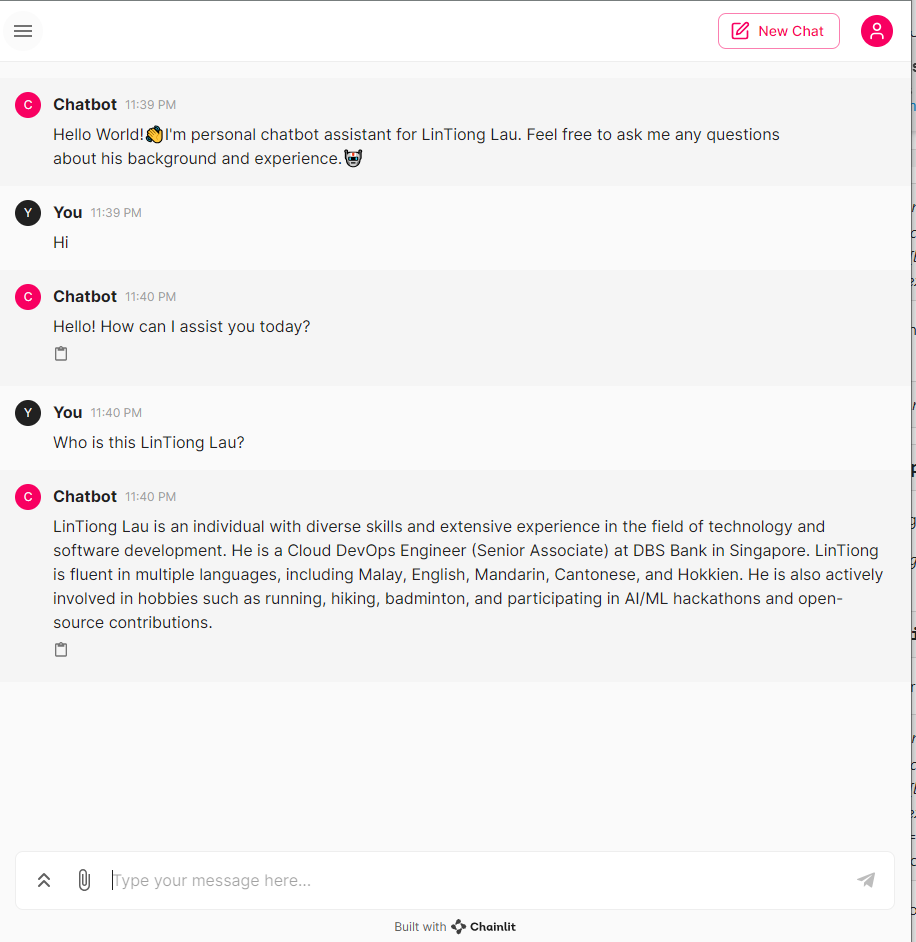 New Chat
C Chatbot 11:39 PM
Hello World!👋I'm personal chatbot assistant for LinTiong Lau. Feel free to ask me any questions
about his background and experience.🤖
Y You 11:39 PM
Hi
C Chatbot 11:40 PM
Hello! How can I assist you today?
Y You 11:40 PM
Who is this LinTiong Lau?
C Chatbot 11:40 PM
LinTiong Lau is an individual with diverse skills and extensive experience in the field of technology and
software development. He is a Cloud DevOps Engineer (Senior Associate) at DBS Bank in Singapore. LinTiong
is fluent in multiple languages, including Malay, English, Mandarin, Cantonese, and Hokkien. He is also actively
involved in hobbies such as running, hiking, badminton, and participating in AI/ML hackathons and open-
source contributions.
Type your message here...
Built with Chainlit